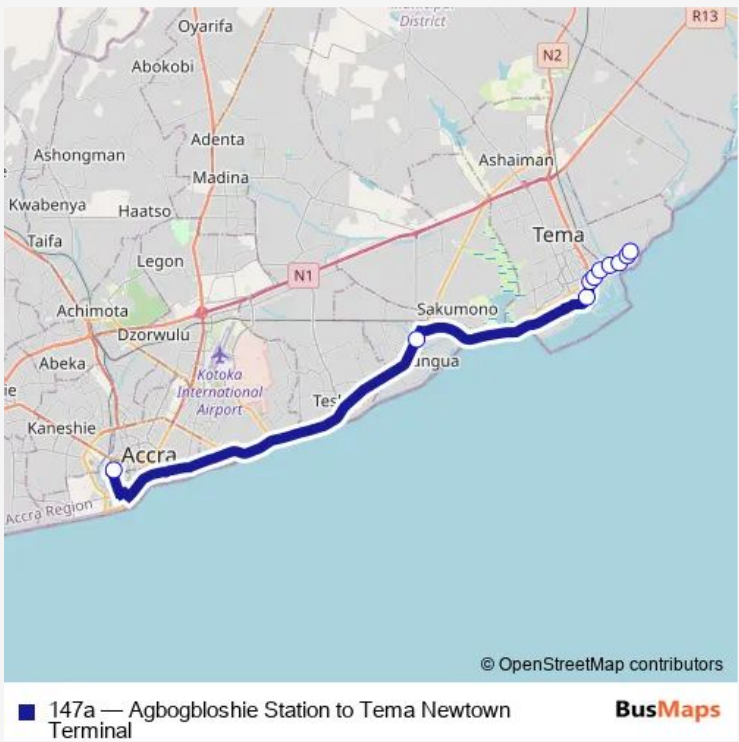 Municipal
District
Oyarifa
R13
N2
Abokobi
Adenta
Ashongman
Ashaiman
Madina
Kwabenya
Haatso
Tema
Taifa
Legon
N1
Achimota
Sakumono
Dzorwulu
Abeka
ungua
Kotoka
International
Airport
ie
Tes
Kaneshie
Accra
Accra Region
© OpenStreetMap contributors
147a — Agbogbloshie Station to Tema Newtown
Terminal
BusMaps